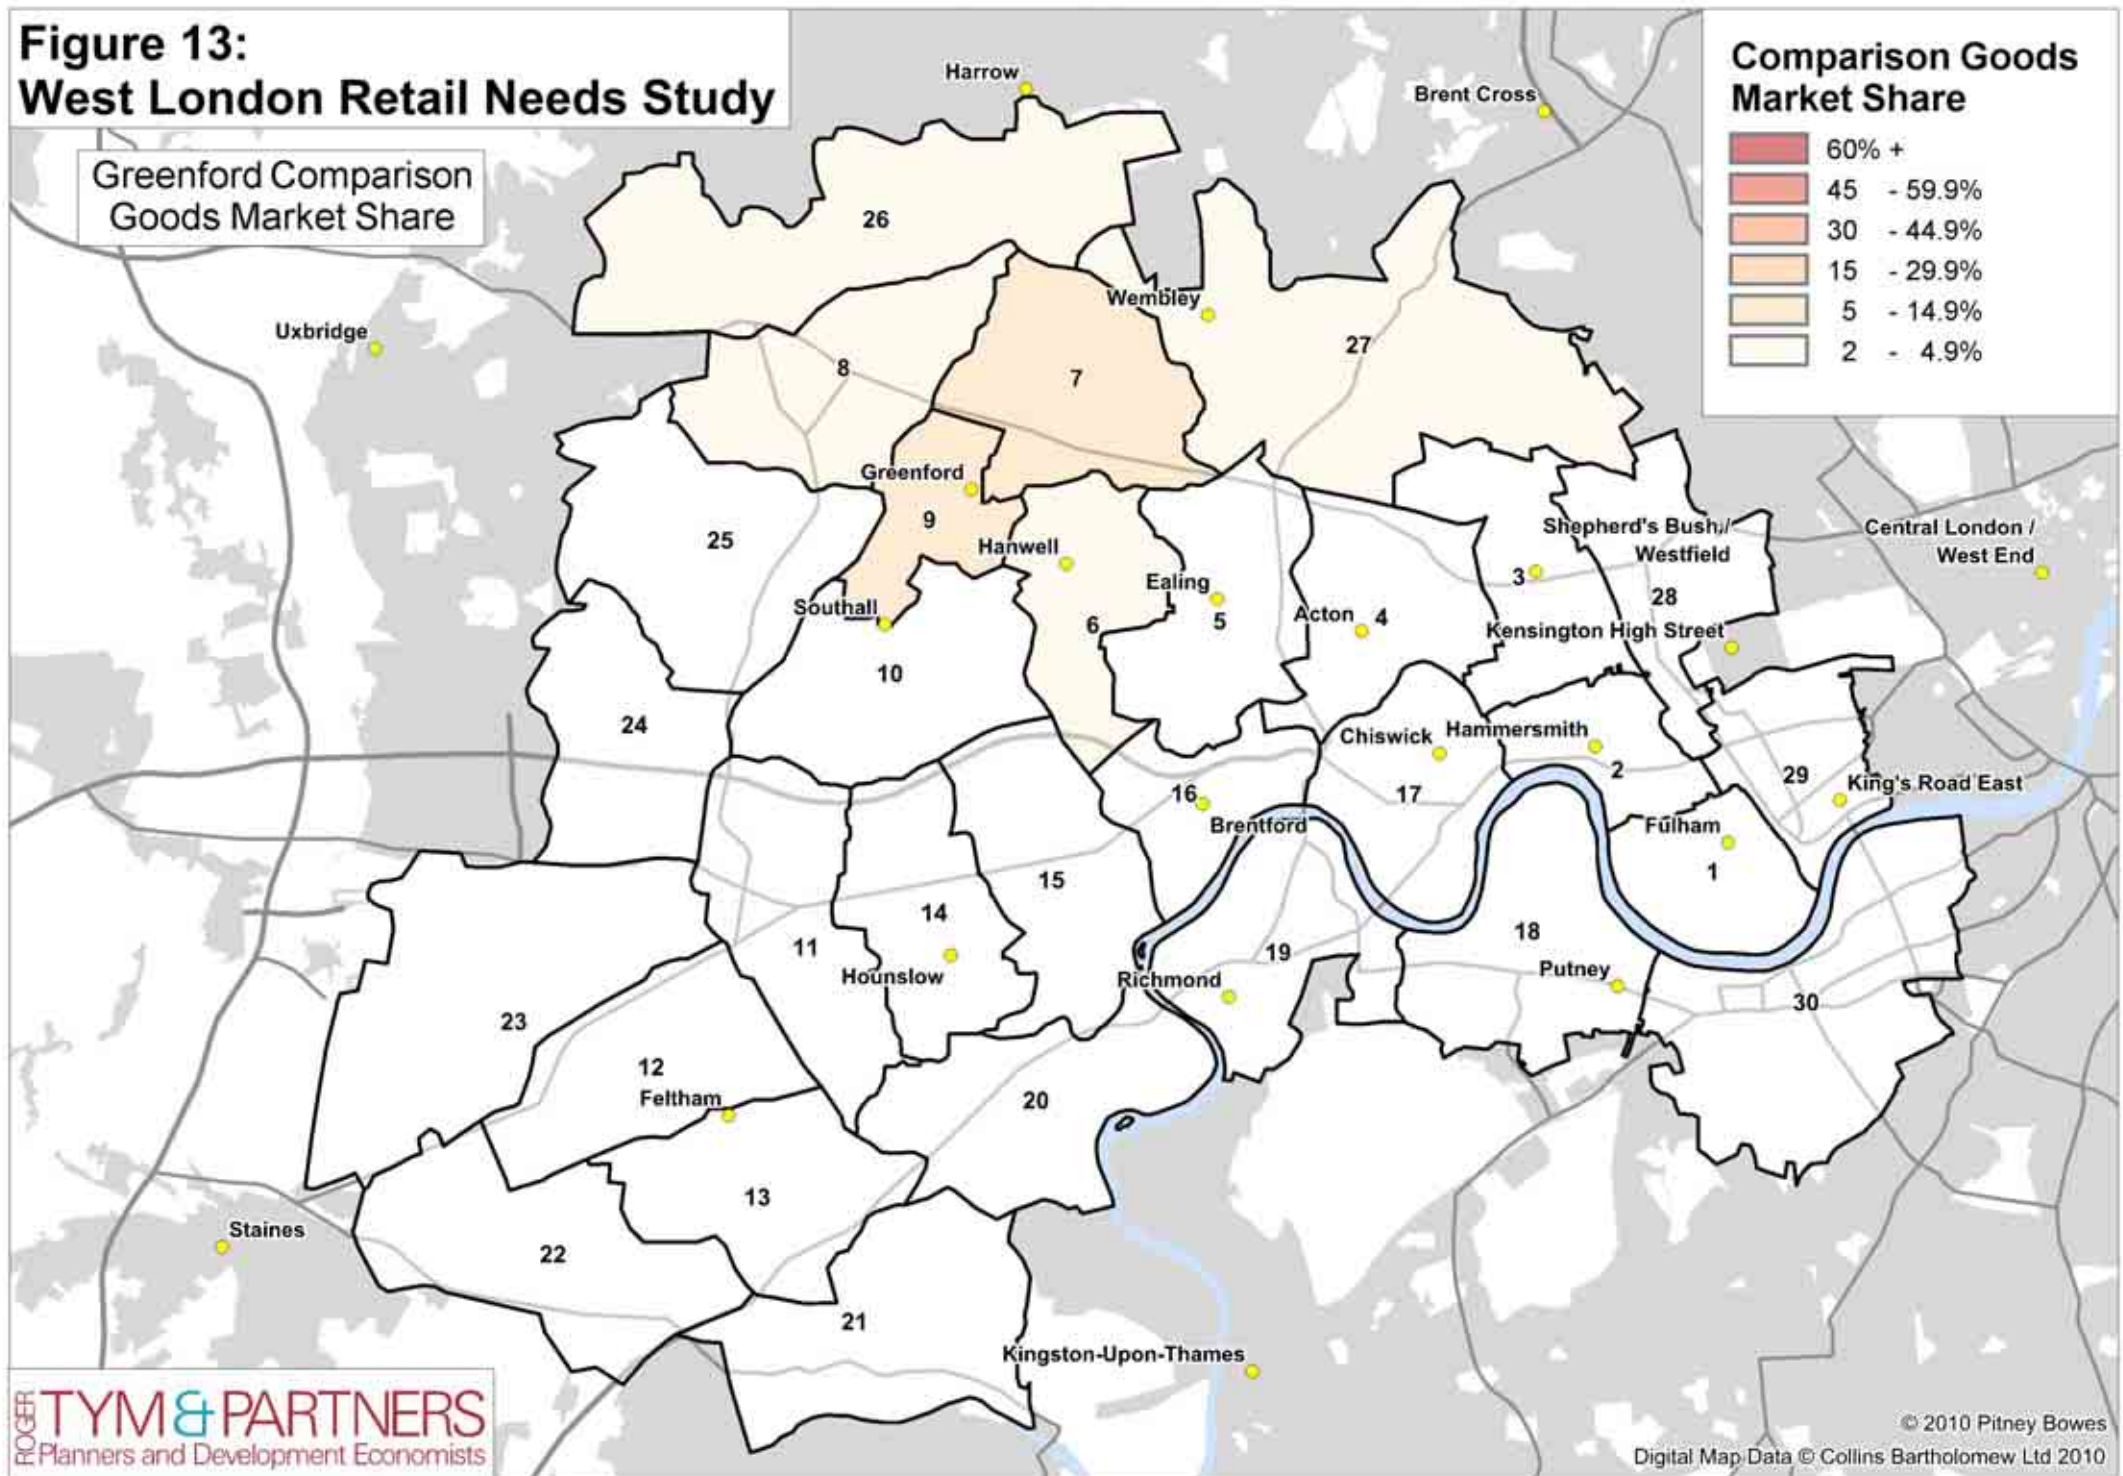 Figure 13:
West London Retail Needs Study
Greenford Comparison
Goods Market Share
Comparison Goods
Market Share
60% +
45 - 59.9%
30 - 44.9%
15 - 29.9%
5 - 14.9%
2 - 4.9%
Harrow
Brent Cross
26
Wembley
Uxbridge
27
8
7
Greenford
9
25
Hanwell
Shepherd's Bush /
Westfield
Central London /
West End
3
Ealing
5
Southall
6
Acton 4
28
Kensington High Street
10
24
Chiswick
Hammersmith
2
29
King's Road East
16
17
Brentford
Fulham
1
15
14
11
Hounslow
18
19
Putney
Richmond
30
23
12
Feltham
20
13
Staines
22
21
Kingston-Upon-Thames
ROGER
TYM & PARTNERS
Planners and Development Economists
© 2010 Pitney Bowes
Digital Map Data © Collins Bartholomew Ltd 2010